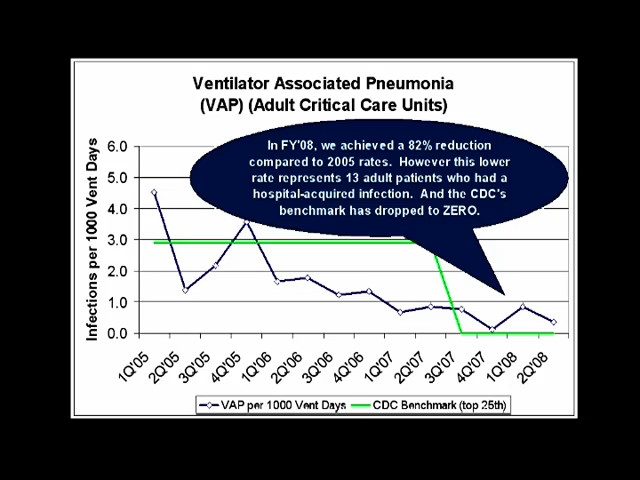 Ventilator Associated Pneumonia
(VAP) (Adult Critical Care Units)
In FY'08, we achieved a 82% reduction
compared to 2005 rates. However this lower
rate represents 13 adult patients who had a
hospital-acquired infection. And the CDC's
benchmark has dropped to ZERO.
Infections per 1000 Vent Days
6.0
5.0
4.0
3.0
2.0
1.0
0.0
1Q'05
2Q'05
3Q'05
4Q'05
1Q'06
2Q'06
3Q'06
4Q'06
1Q'07
2Q'07
3Q'07
4Q'07
1Q'08
2Q'08
VAP per 1000 Vent Days
CDC Benchmark (top 25th)